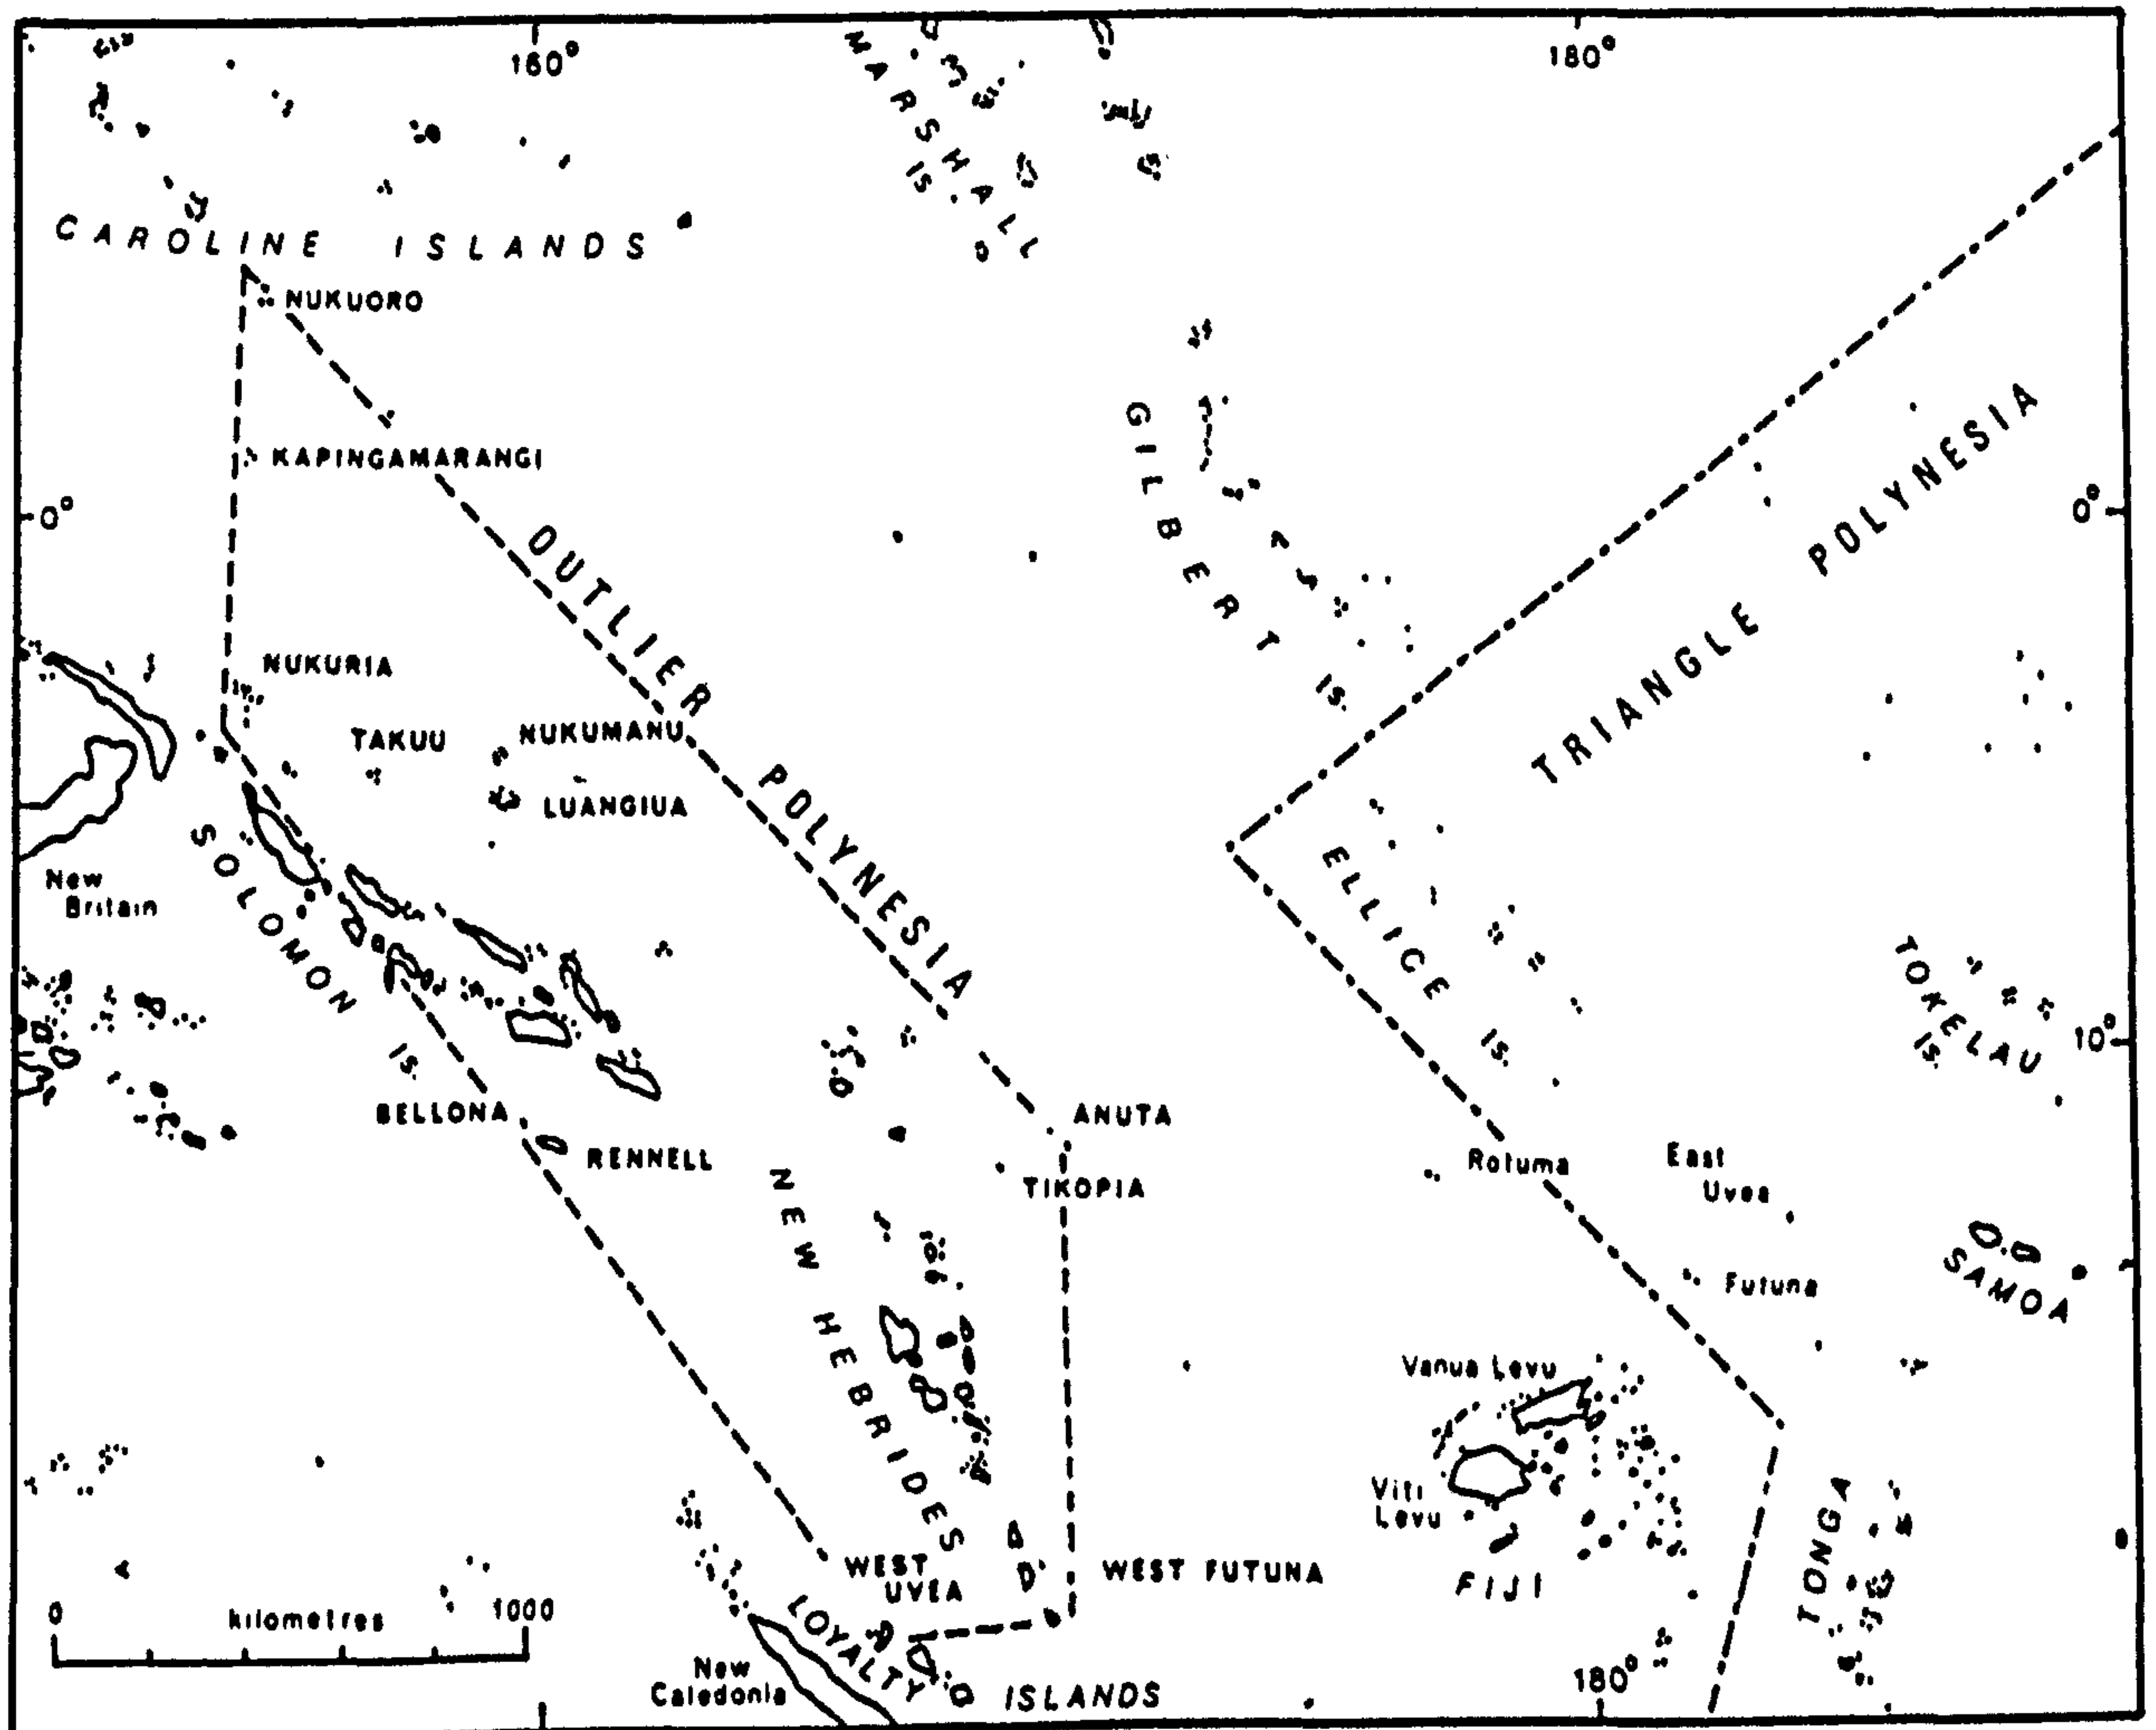 160°
180°
MARSHALL
IS.
CAROLINE ISLANDS
NUKUORO
KAPINGAMARANGI
0°
0°
GILBERT IS.
OUTLIER POLYNESIA
TRIANGLE POLYNESIA
NUKURIA
TAKUU
NUKUMANU
LUANGIUA
New
Britain
SOLOMON IS.
ELLICE IS.
TOKELAU
IS.
10°
BELLONA
RENNELL
ANUTA
TIKOPIA
Rotuma
East
Uvea
Futuna
SAMOA
NEW HEBRIDES
Vanua Levu
Viti
Levu
FIJI
TONGA
WEST
UVEA
WEST FUTUNA
0 kilometres 1000
LOYALTY ISLANDS
New
Caledonia
180°